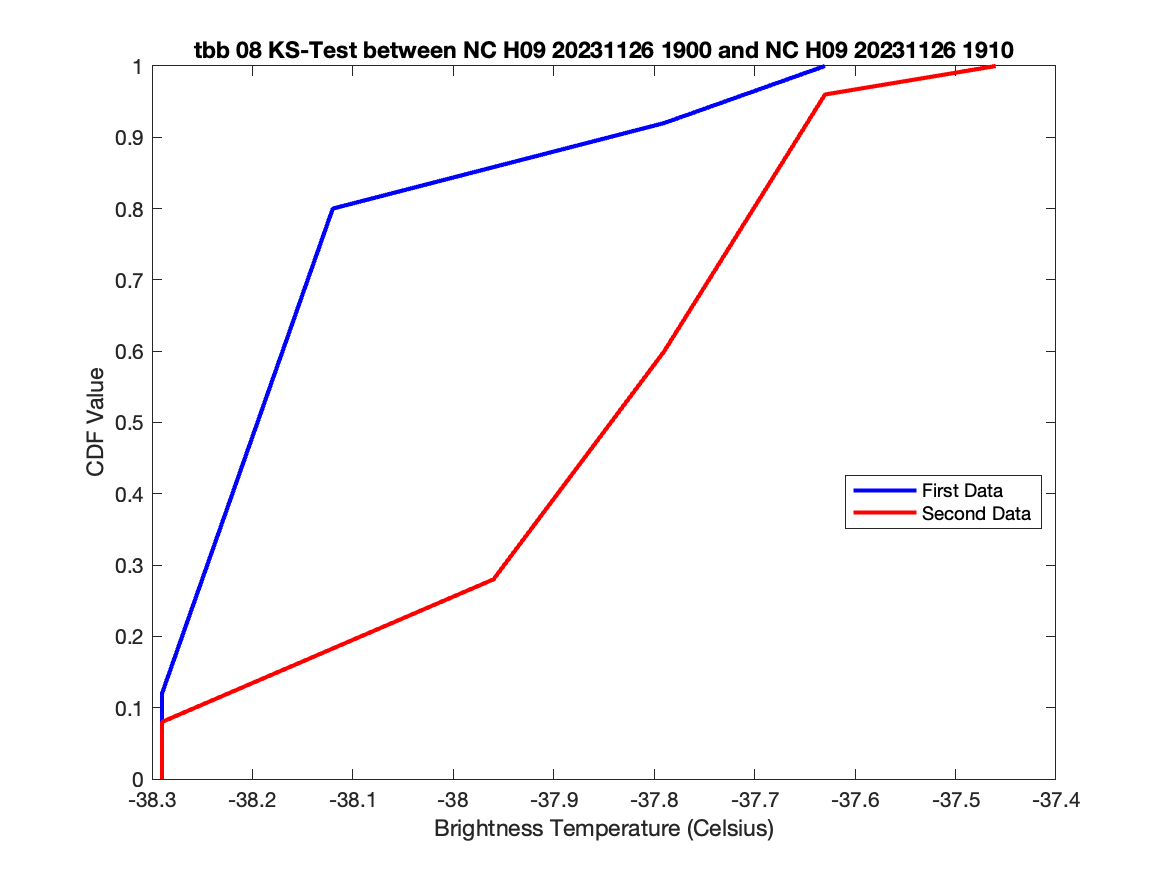 tbb 08 KS-Test between NC H09 20231126 1900 and NC H09 20231126 1910
1
0.9
0.8
0.7
0.6
0.5
0.4
0.3
0.2
0.1
0
CDF Value
First Data
Second Data
-38.3 -38.2 -38.1 -38 -37.9 -37.8 -37.7 -37.6 -37.5 -37.4
Brightness Temperature (Celsius)